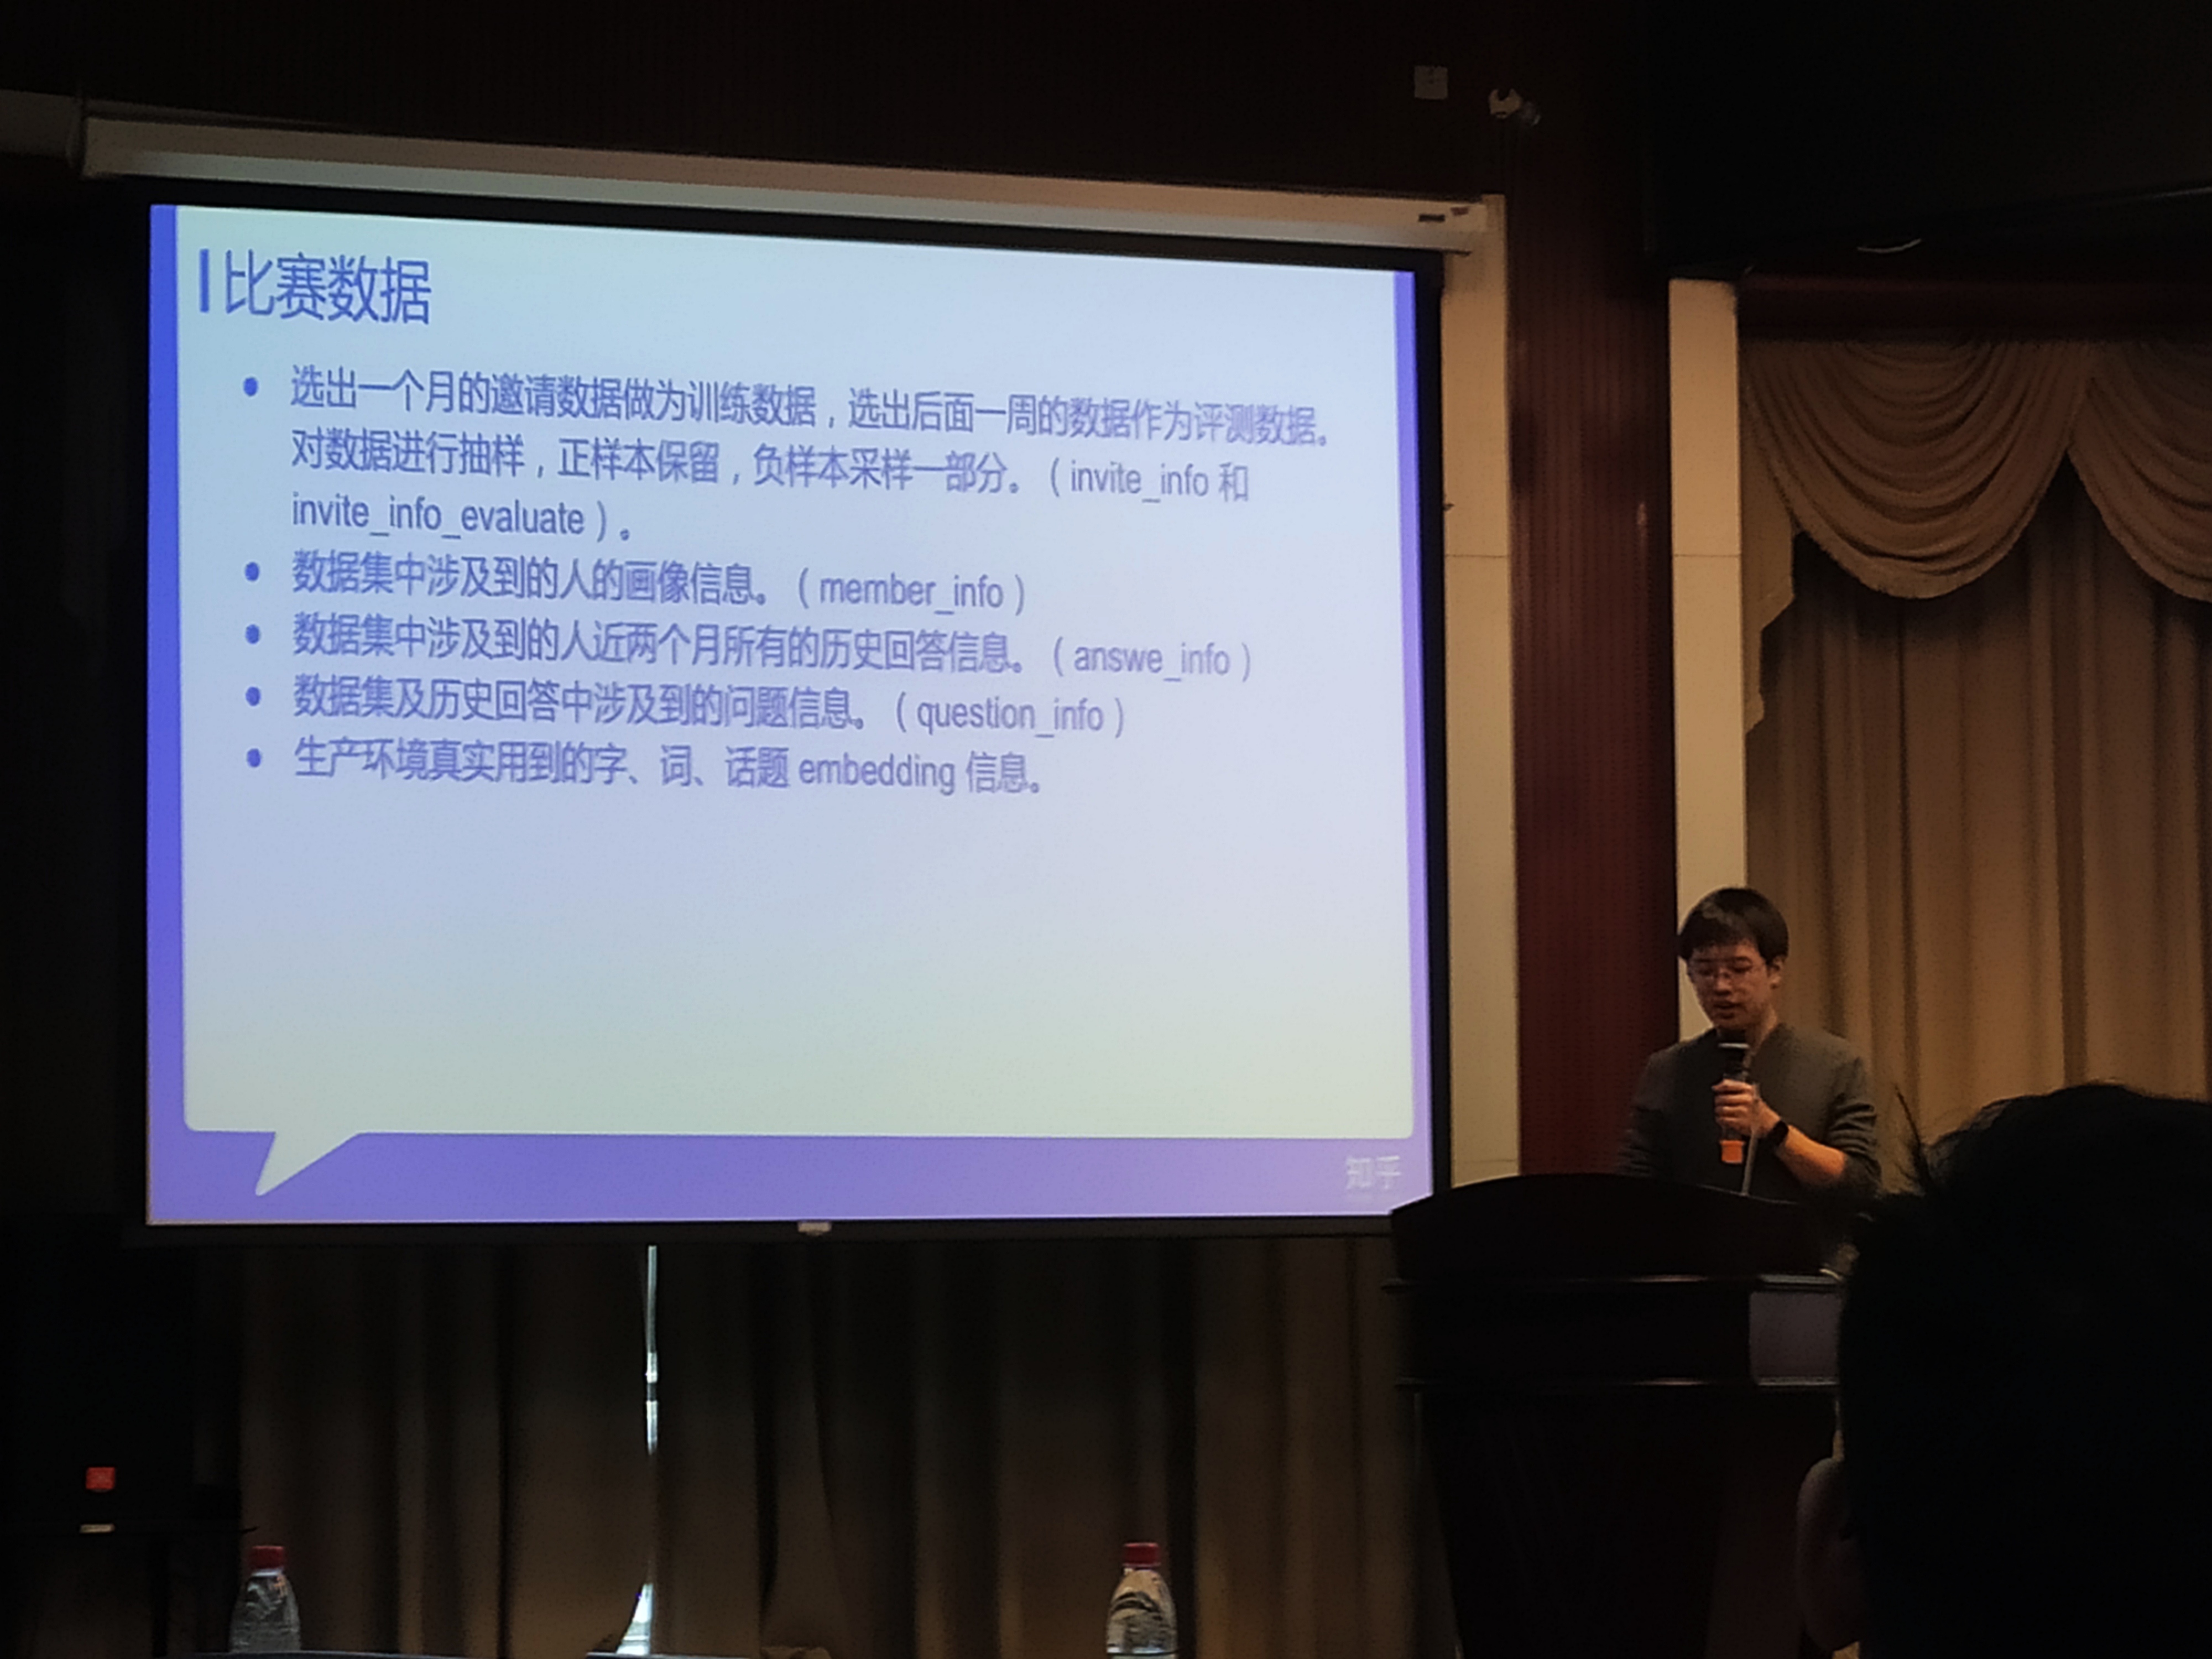 比赛数据
• 选出一个月的邀请数据做为训练数据，选出后面一周的数据作为评测数据。
对数据进行抽样，正样本保留，负样本采样一部分。（invite_info 和
invite_info_evaluate）。
• 数据集中涉及到的人的画像信息。（member_info）
• 数据集中涉及到的人近两个月所有的历史回答信息。（answe_info）
• 数据集及历史回答中涉及到的问题信息。（question_info）
• 生产环境真实用到的字、词、话题 embedding 信息。
知乎